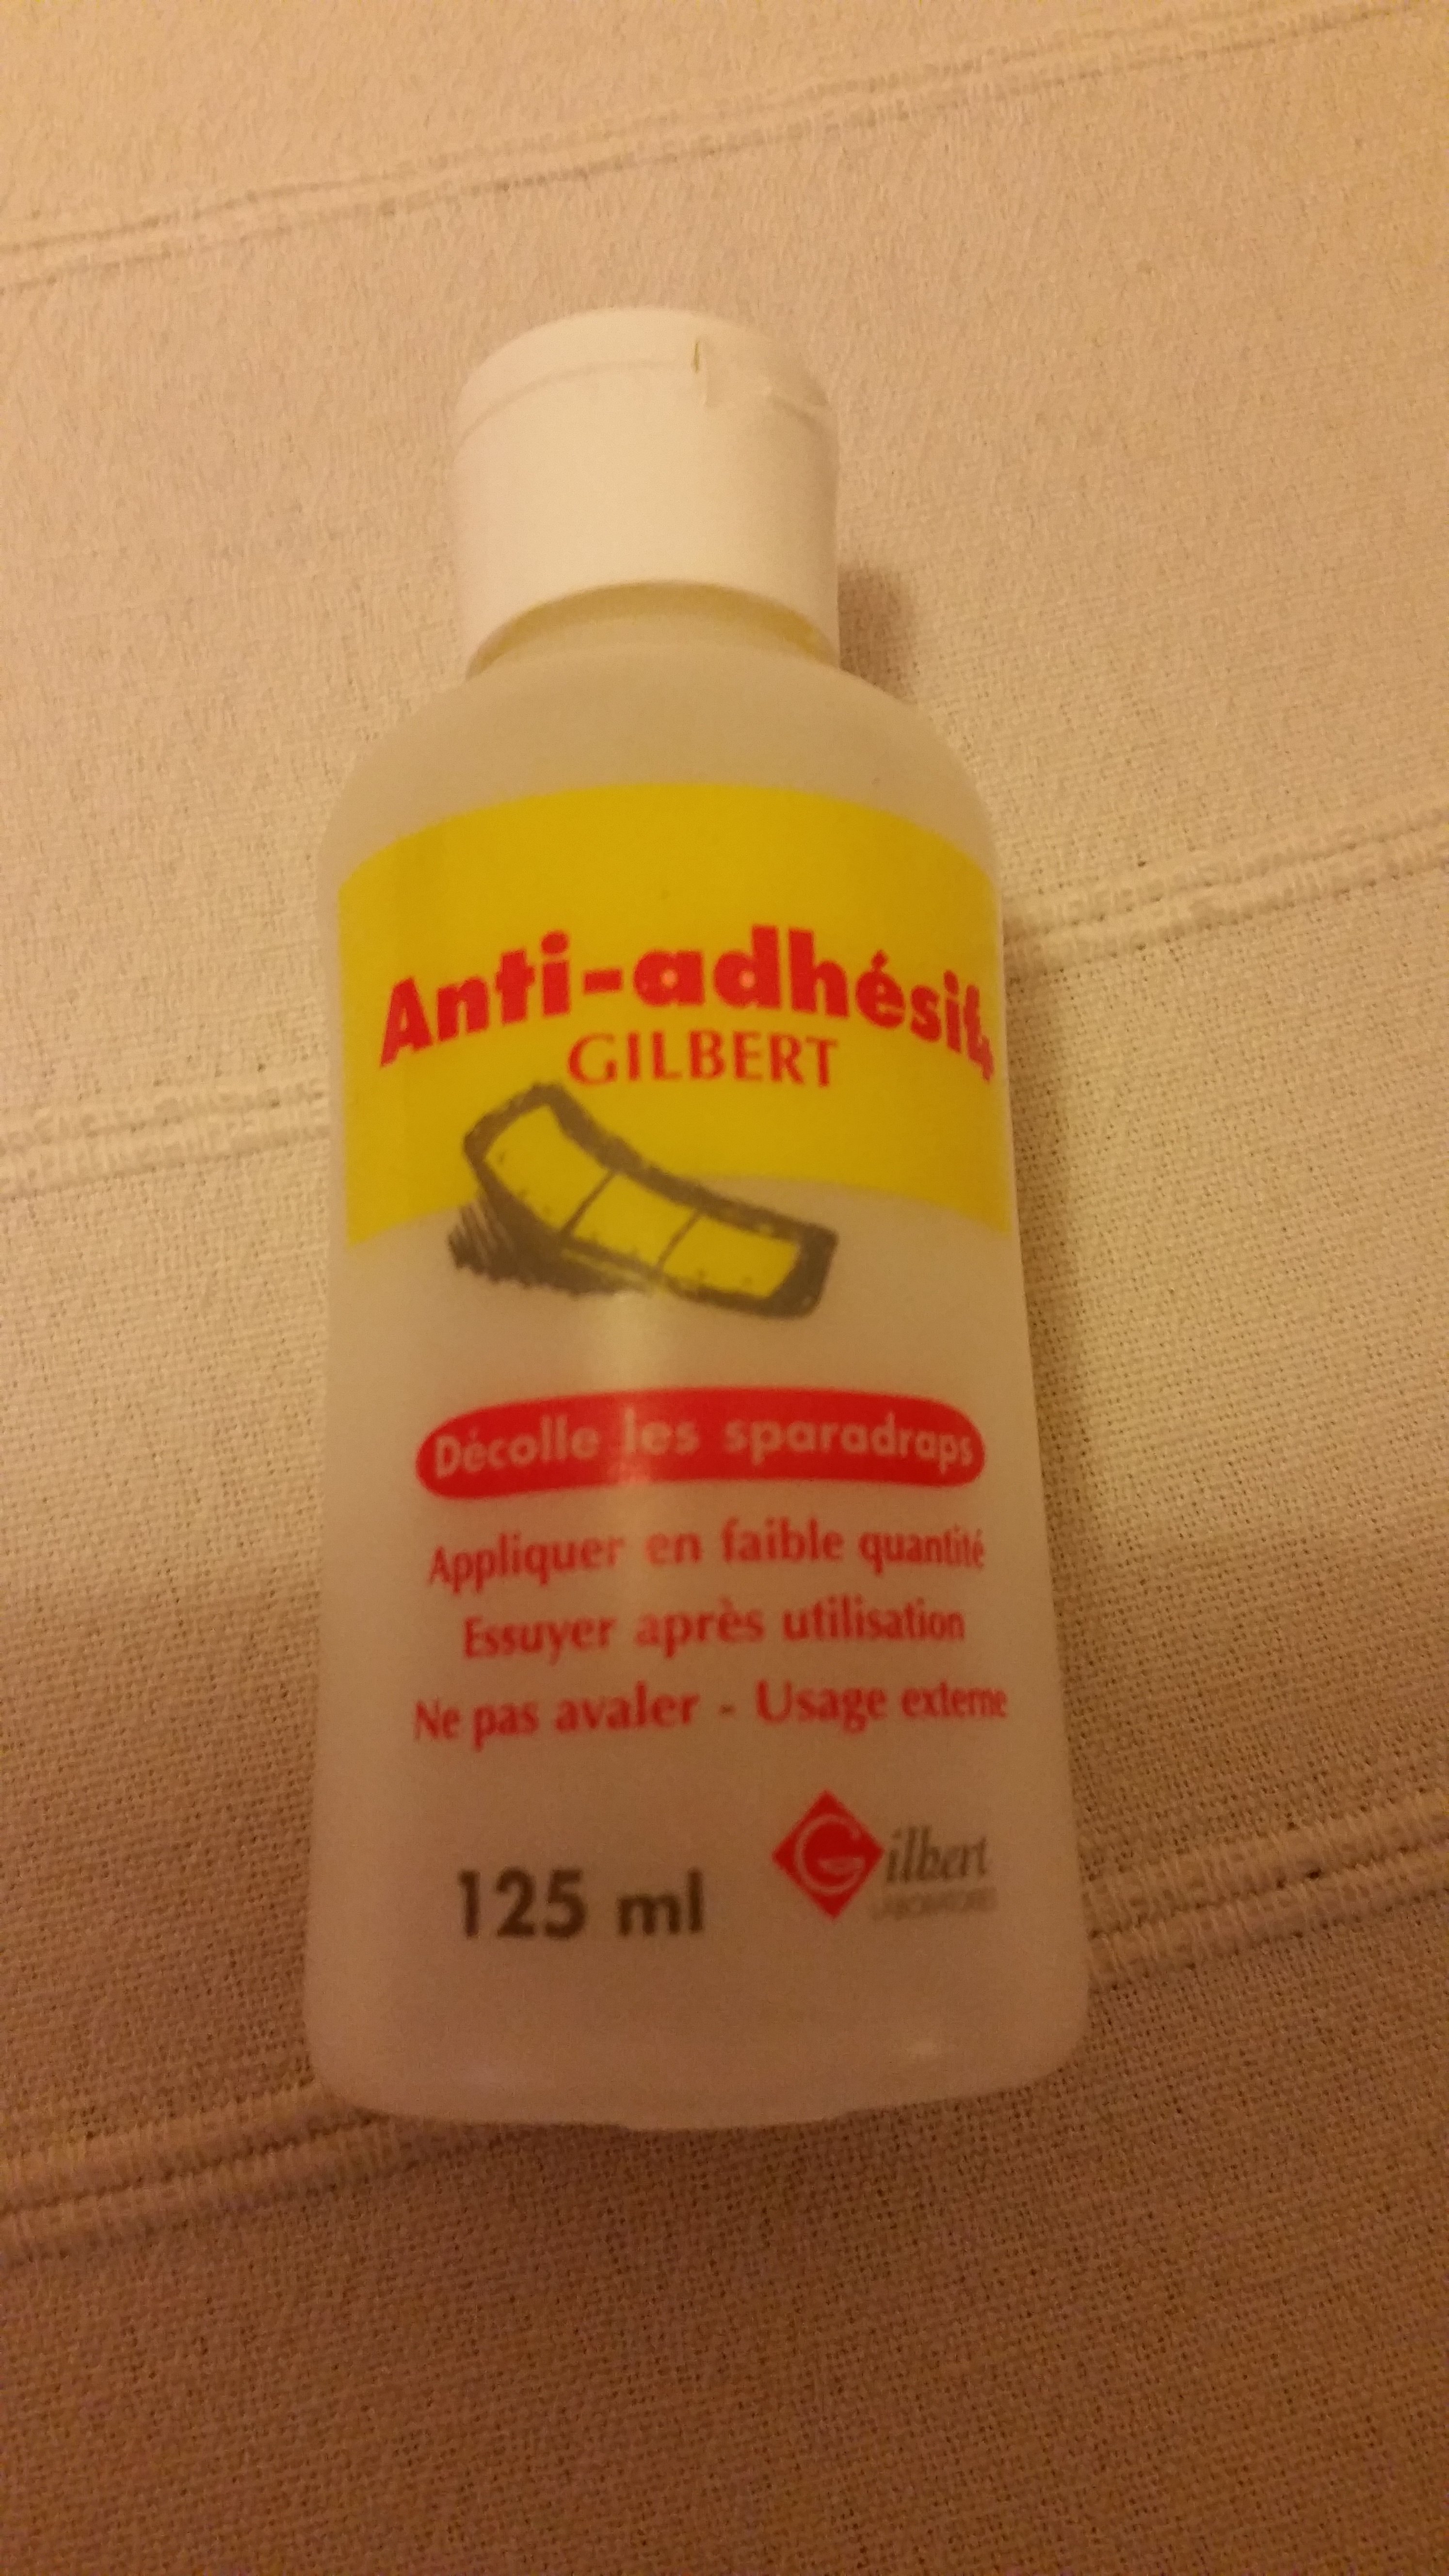 Anti-adhésif
GILBERT
Décolle les sparadraps
Appliquer en faible quantité
Essuyer après utilisation
Ne pas avaler - Usage externe
125 ml
Gilbert
LABORATOIRES